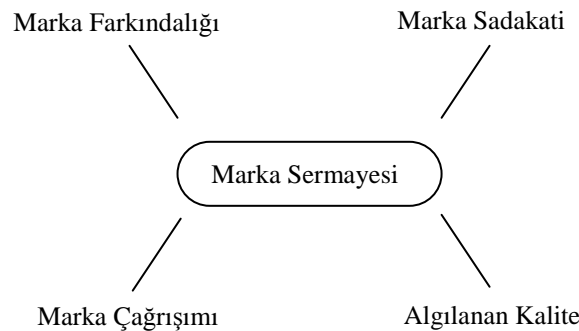 Marka Farkındalığı
Marka Sadakati
Marka Sermayesi
Marka Çağrışımı
Algılanan Kalite